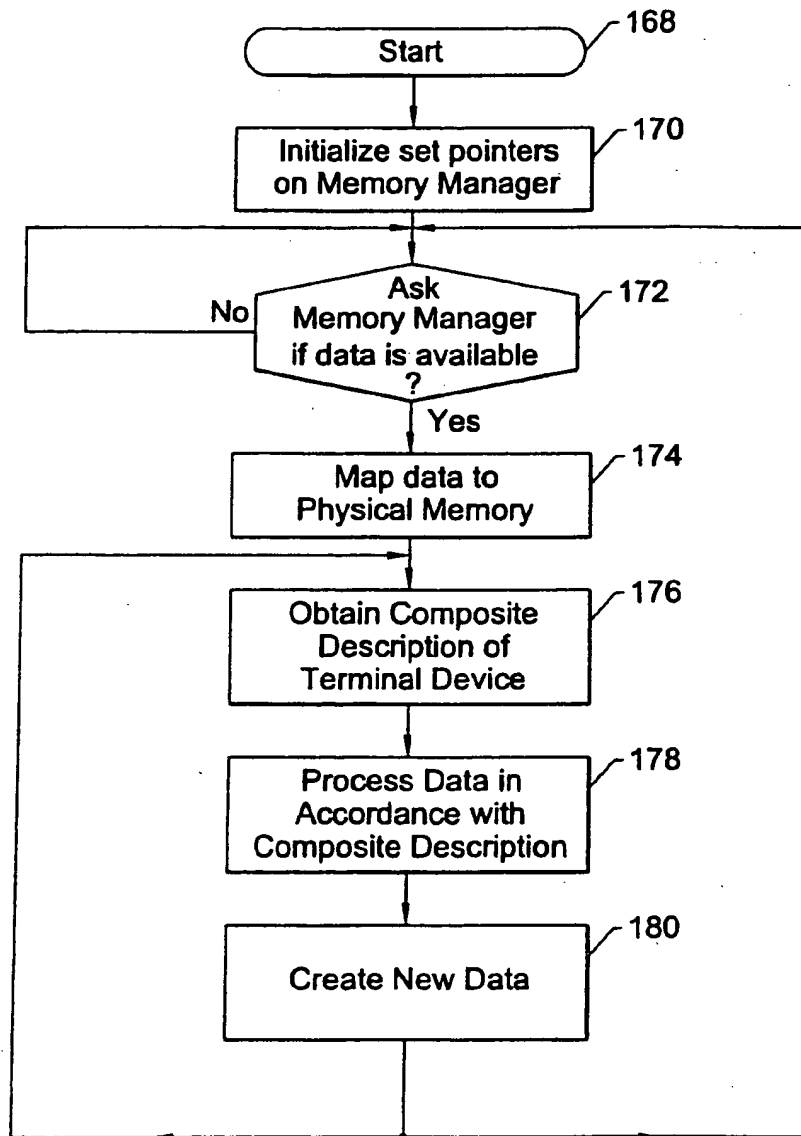 Start
168
Initialize set pointers
on Memory Manager
170
Ask
Memory Manager
if data is available
?
172
No
Yes
Map data to
Physical Memory
174
Obtain Composite
Description of
Terminal Device
176
Process Data in
Accordance with
Composite Description
178
Create New Data
180